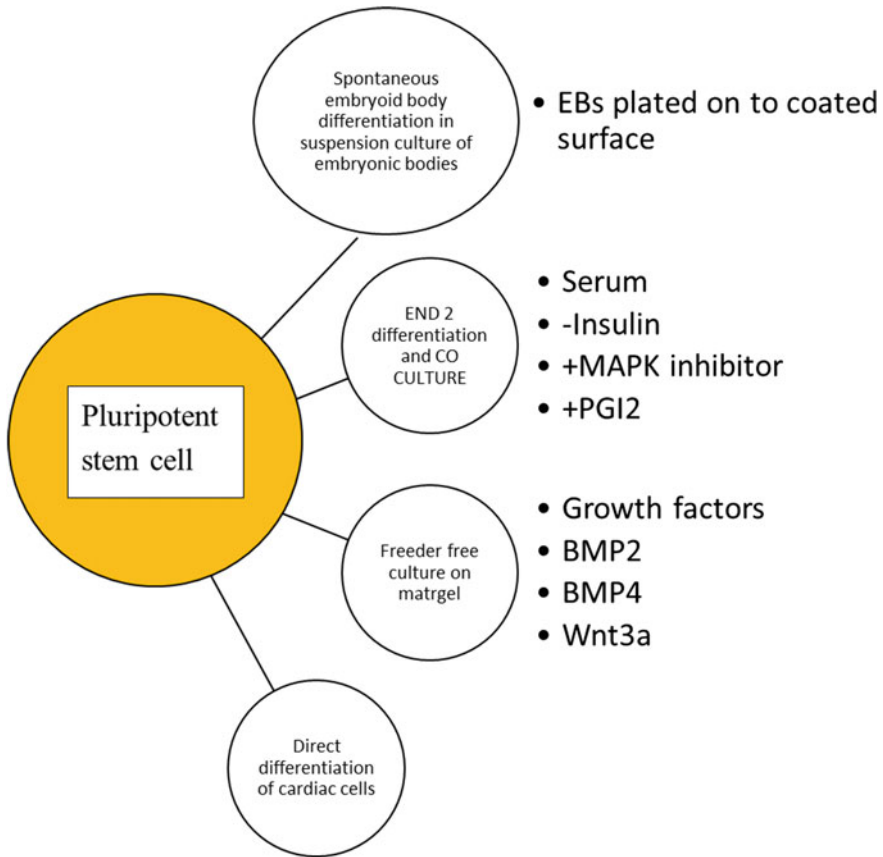 Spontaneous
embryoid body
differentiation in
suspension culture of
embryonic bodies
• EBs plated on to coated
surface
END 2
differentiation
and CO
CULTURE
• Serum
• -Insulin
• +MAPK inhibitor
• +PGI2
Pluripotent
stem cell
Freeder free
culture on
matrgel
• Growth factors
• BMP2
• BMP4
• Wnt3a
Direct
differentiation
of cardiac cells